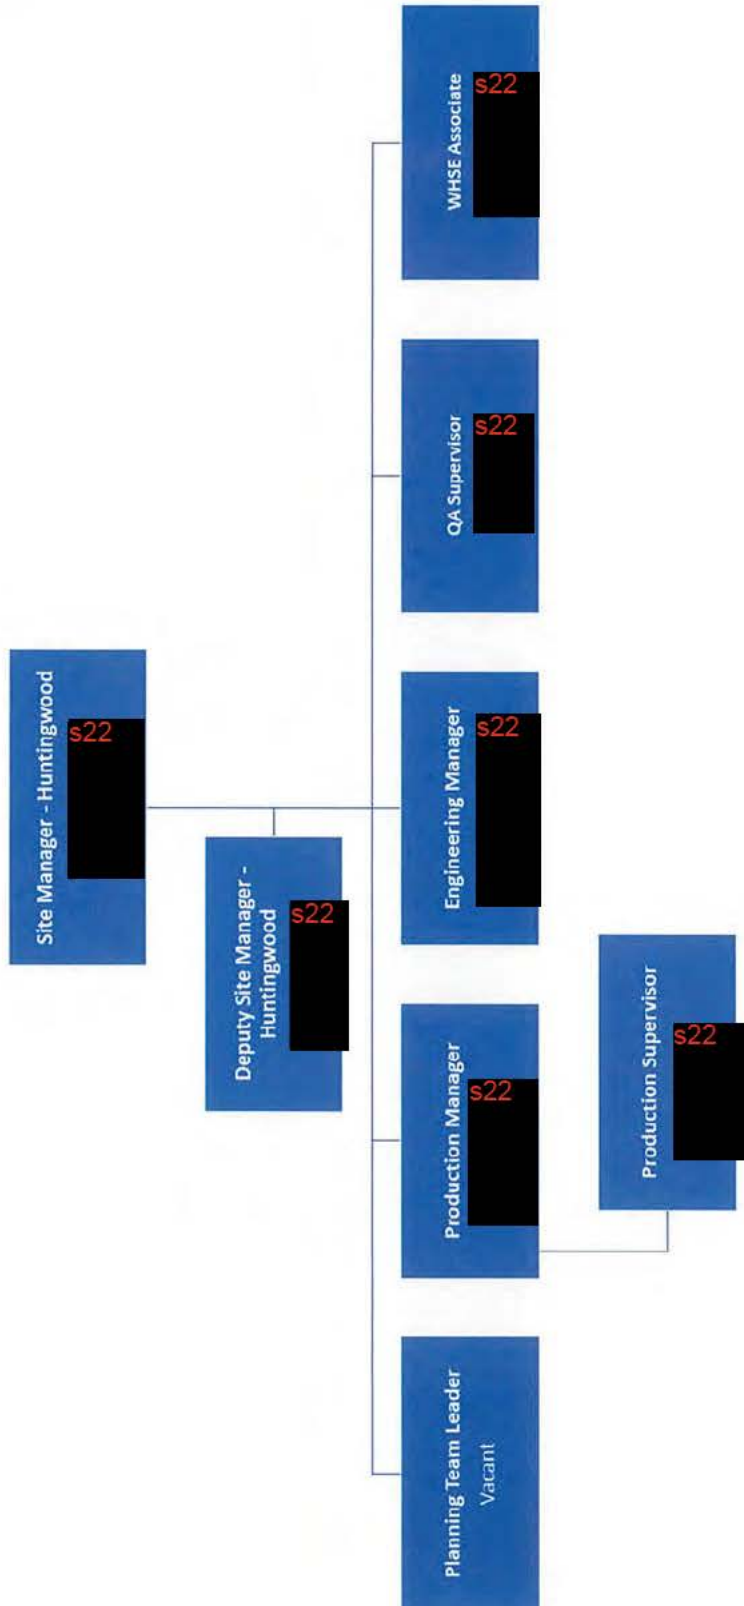 Site Manager - Huntingwood
s22
Deputy Site Manager -
Huntingwood
s22
Planning Team Leader
Vacant
Production Manager
s22
Engineering Manager
s22
QA Supervisor
s22
WHSE Associate
s22
Production Supervisor
s22